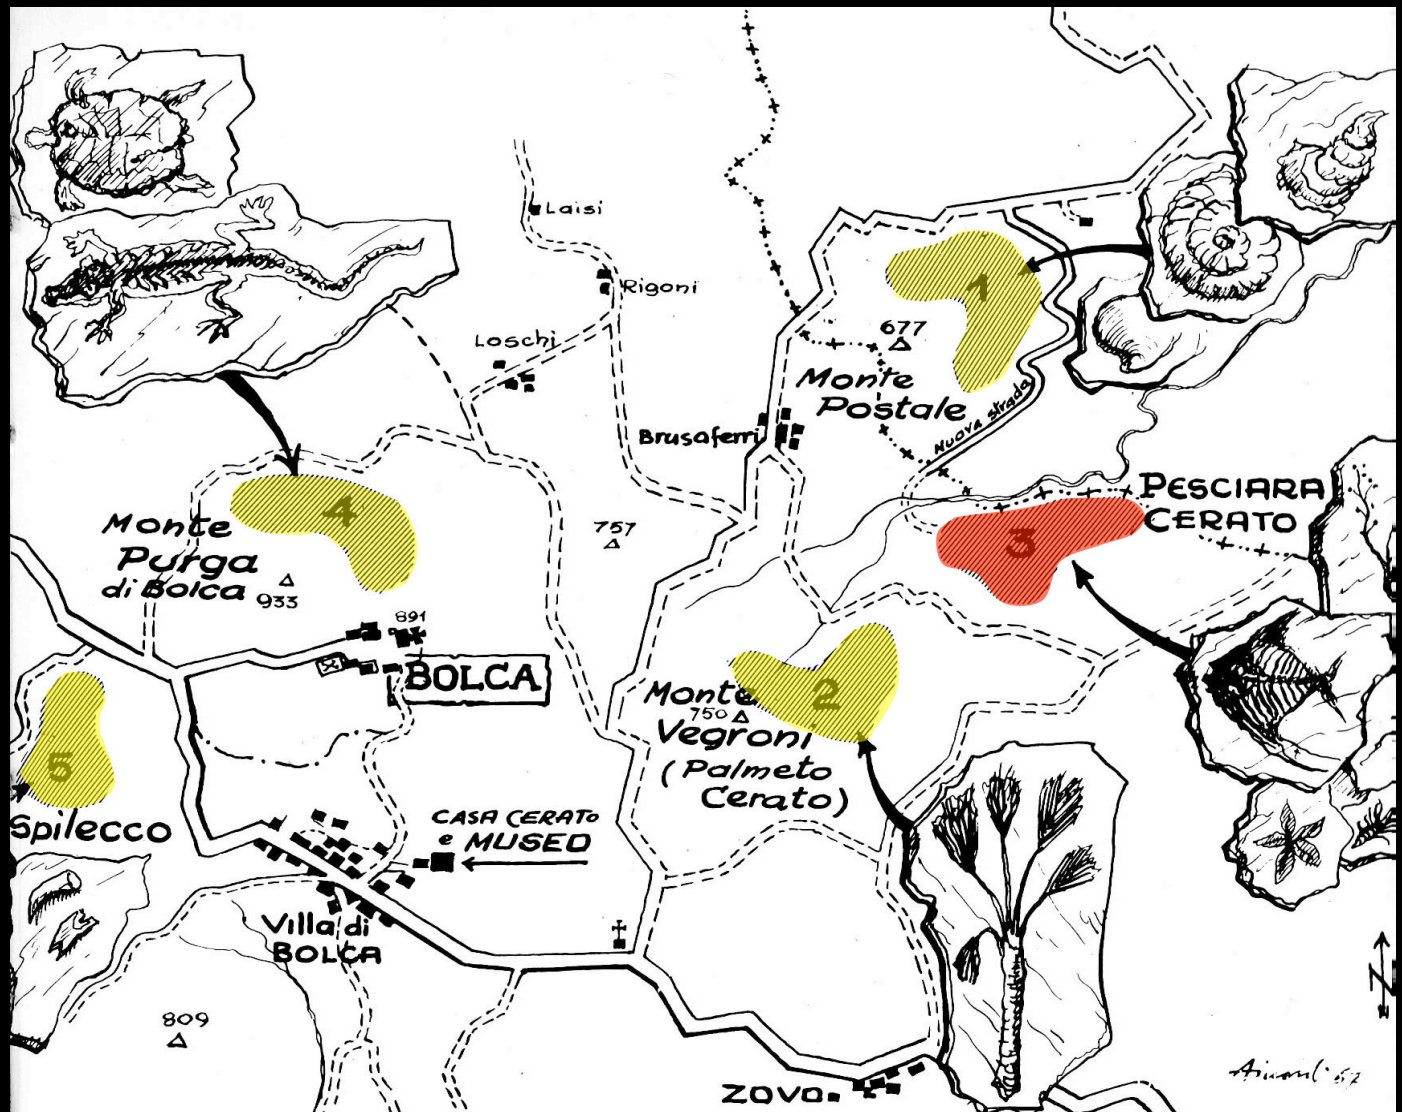 Laisi
Rigoni
Loschi
1
677
Monte
Postale
Nuova strada
Brusaferri
PESCIARA
CERATO
3
4
Monte
Purga
di Bolca
933
757
891
BOLCA
Monte
750
Vegroni
(Palmeto
Cerato)
2
5
Spilecco
CASA CERATO
e MUSEO
Villa di
BOLCA
809
ZOVO
N